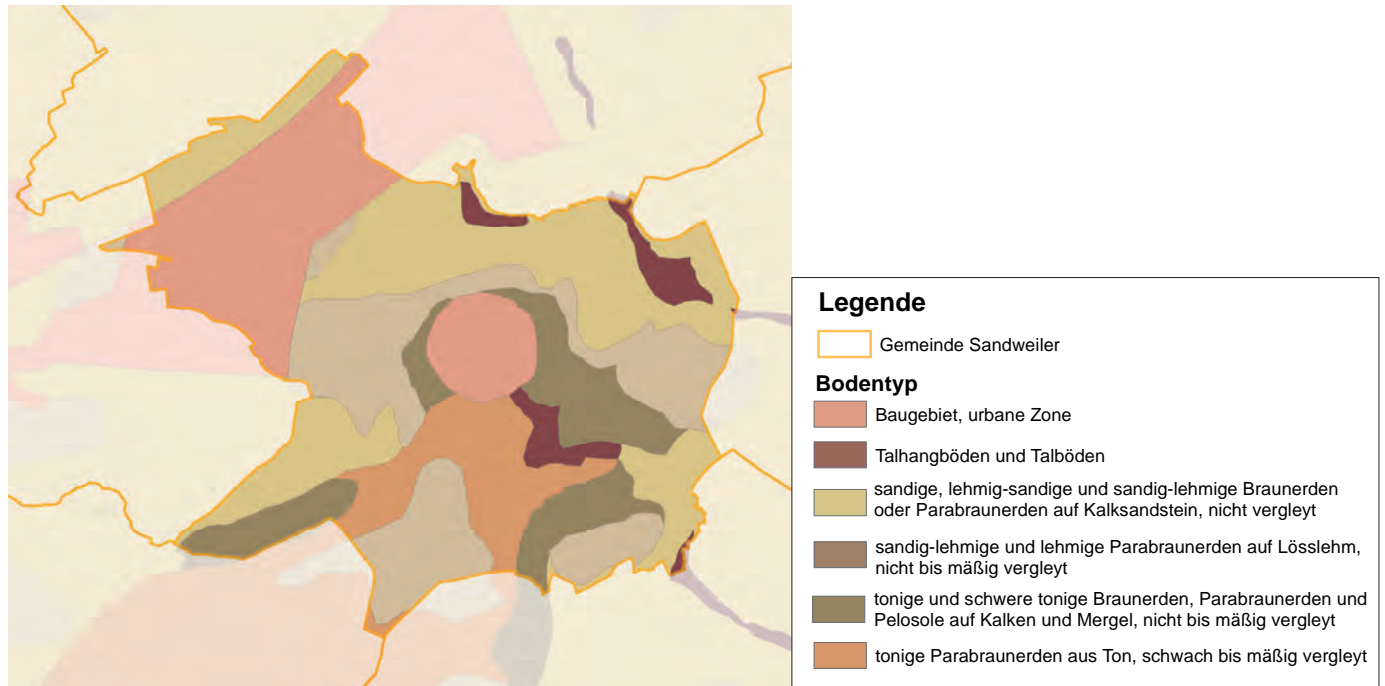 Legende
Gemeinde Sandweiler
Bodentyp
Baugebiet, urbane Zone
Talhangböden und Talböden
sandige, lehmig-sandige und sandig-lehmige Braunerden
oder Parabraunerden auf Kalksandstein, nicht vergleyt
sandig-lehmige und lehmige Parabraunerden auf Lösslehm,
nicht bis mäßig vergleyt
tonige und schwere tonige Braunerden, Parabraunerden und
Pelosole auf Kalken und Mergel, nicht bis mäßig vergleyt
tonige Parabraunerden aus Ton, schwach bis mäßig vergleyt